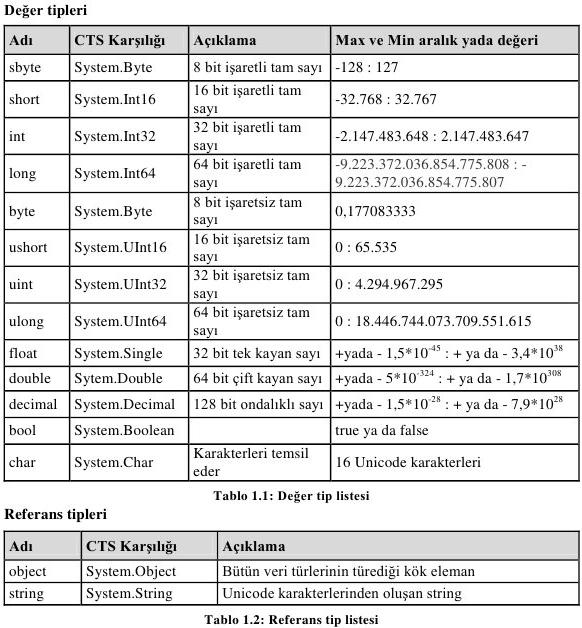 Değer tipleri
Adı CTS Karşılığı Açıklama Max ve Min aralık yada değeri
sbyte System.Byte 8 bit işaretli tam sayı -128 : 127
short System.Int16 16 bit işaretli tam
sayı -32.768 : 32.767
int System.Int32 32 bit işaretli tam
sayı -2.147.483.648 : 2.147.483.647
long System.Int64 64 bit işaretli tam
sayı -9.223.372.036.854.775.808 : -
9.223.372.036.854.775.807
byte System.Byte 8 bit işaretsiz tam
sayı 0,177083333
ushort System.UInt16 16 bit işaretsiz tam
sayı 0 : 65.535
uint System.UInt32 32 bit işaretsiz tam
sayı 0 : 4.294.967.295
ulong System.UInt64 64 bit işaretsiz tam
sayı 0 : 18.446.744.073.709.551.615
float System.Single 32 bit tek kayan sayı +yada - 1,5*10⁻⁴⁵ : + ya da - 3,4*10³⁸
double Sytem.Double 64 bit çift kayan sayı +yada - 5*10⁻³²⁴ : + ya da - 1,7*10³⁰⁸
decimal System.Decimal 128 bit ondalıklı sayı +yada - 1,5*10⁻²⁸ : + ya da - 7,9*10²⁸
bool System.Boolean true ya da false
char System.Char Karakterleri temsil
eder 16 Unicode karakterleri
Tablo 1.1: Değer tip listesi
Referans tipleri
Adı CTS Karşılığı Açıklama
object System.Object Bütün veri türlerinin türediği kök eleman
string System.String Unicode karakterlerinden oluşan string
Tablo 1.2: Referans tip listesi